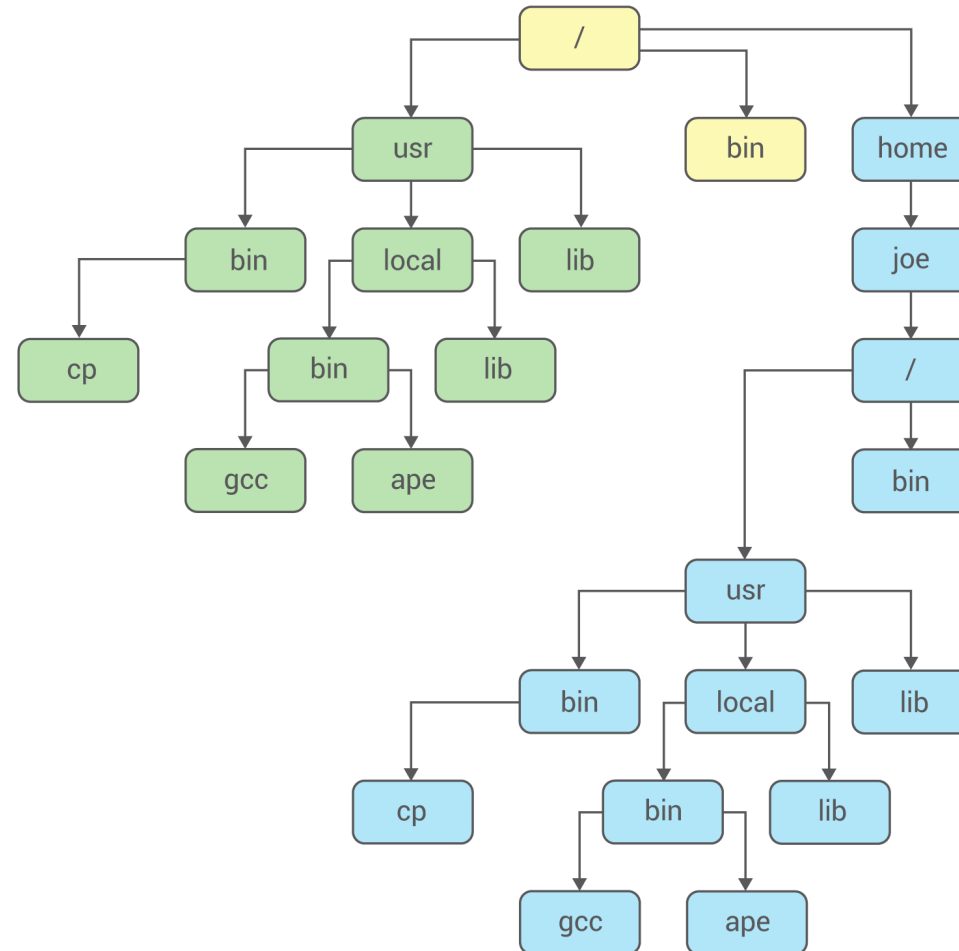 /
usr
bin
home
bin
local
lib
joe
cp
bin
lib
/
gcc
ape
bin
usr
bin
local
lib
cp
bin
lib
gcc
ape